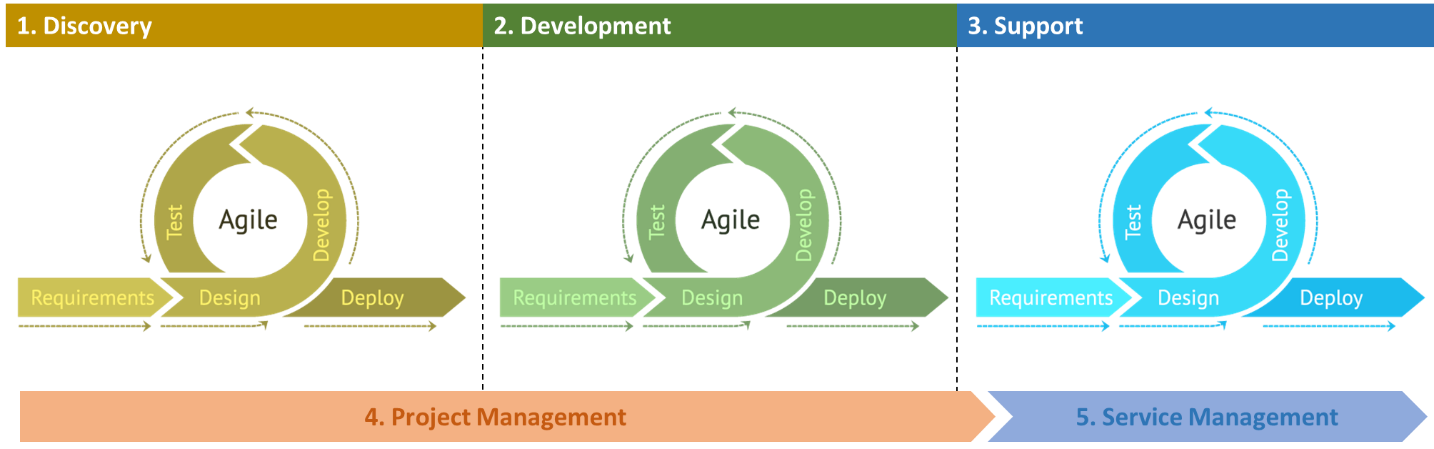 1. Discovery
2. Development
3. Support
Test
Agile
Develop
Requirements
Design
Deploy
Test
Agile
Develop
Requirements
Design
Deploy
Test
Agile
Develop
Requirements
Design
Deploy
4. Project Management
5. Service Management